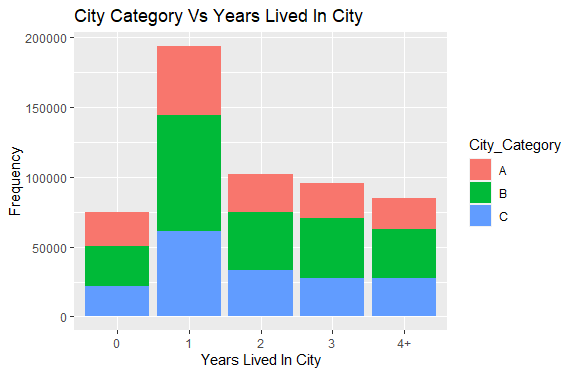 City Category Vs Years Lived In City
200000
150000
100000
50000
0
Frequency
0 1 2 3 4+
Years Lived In City
City_Category
A
B
C